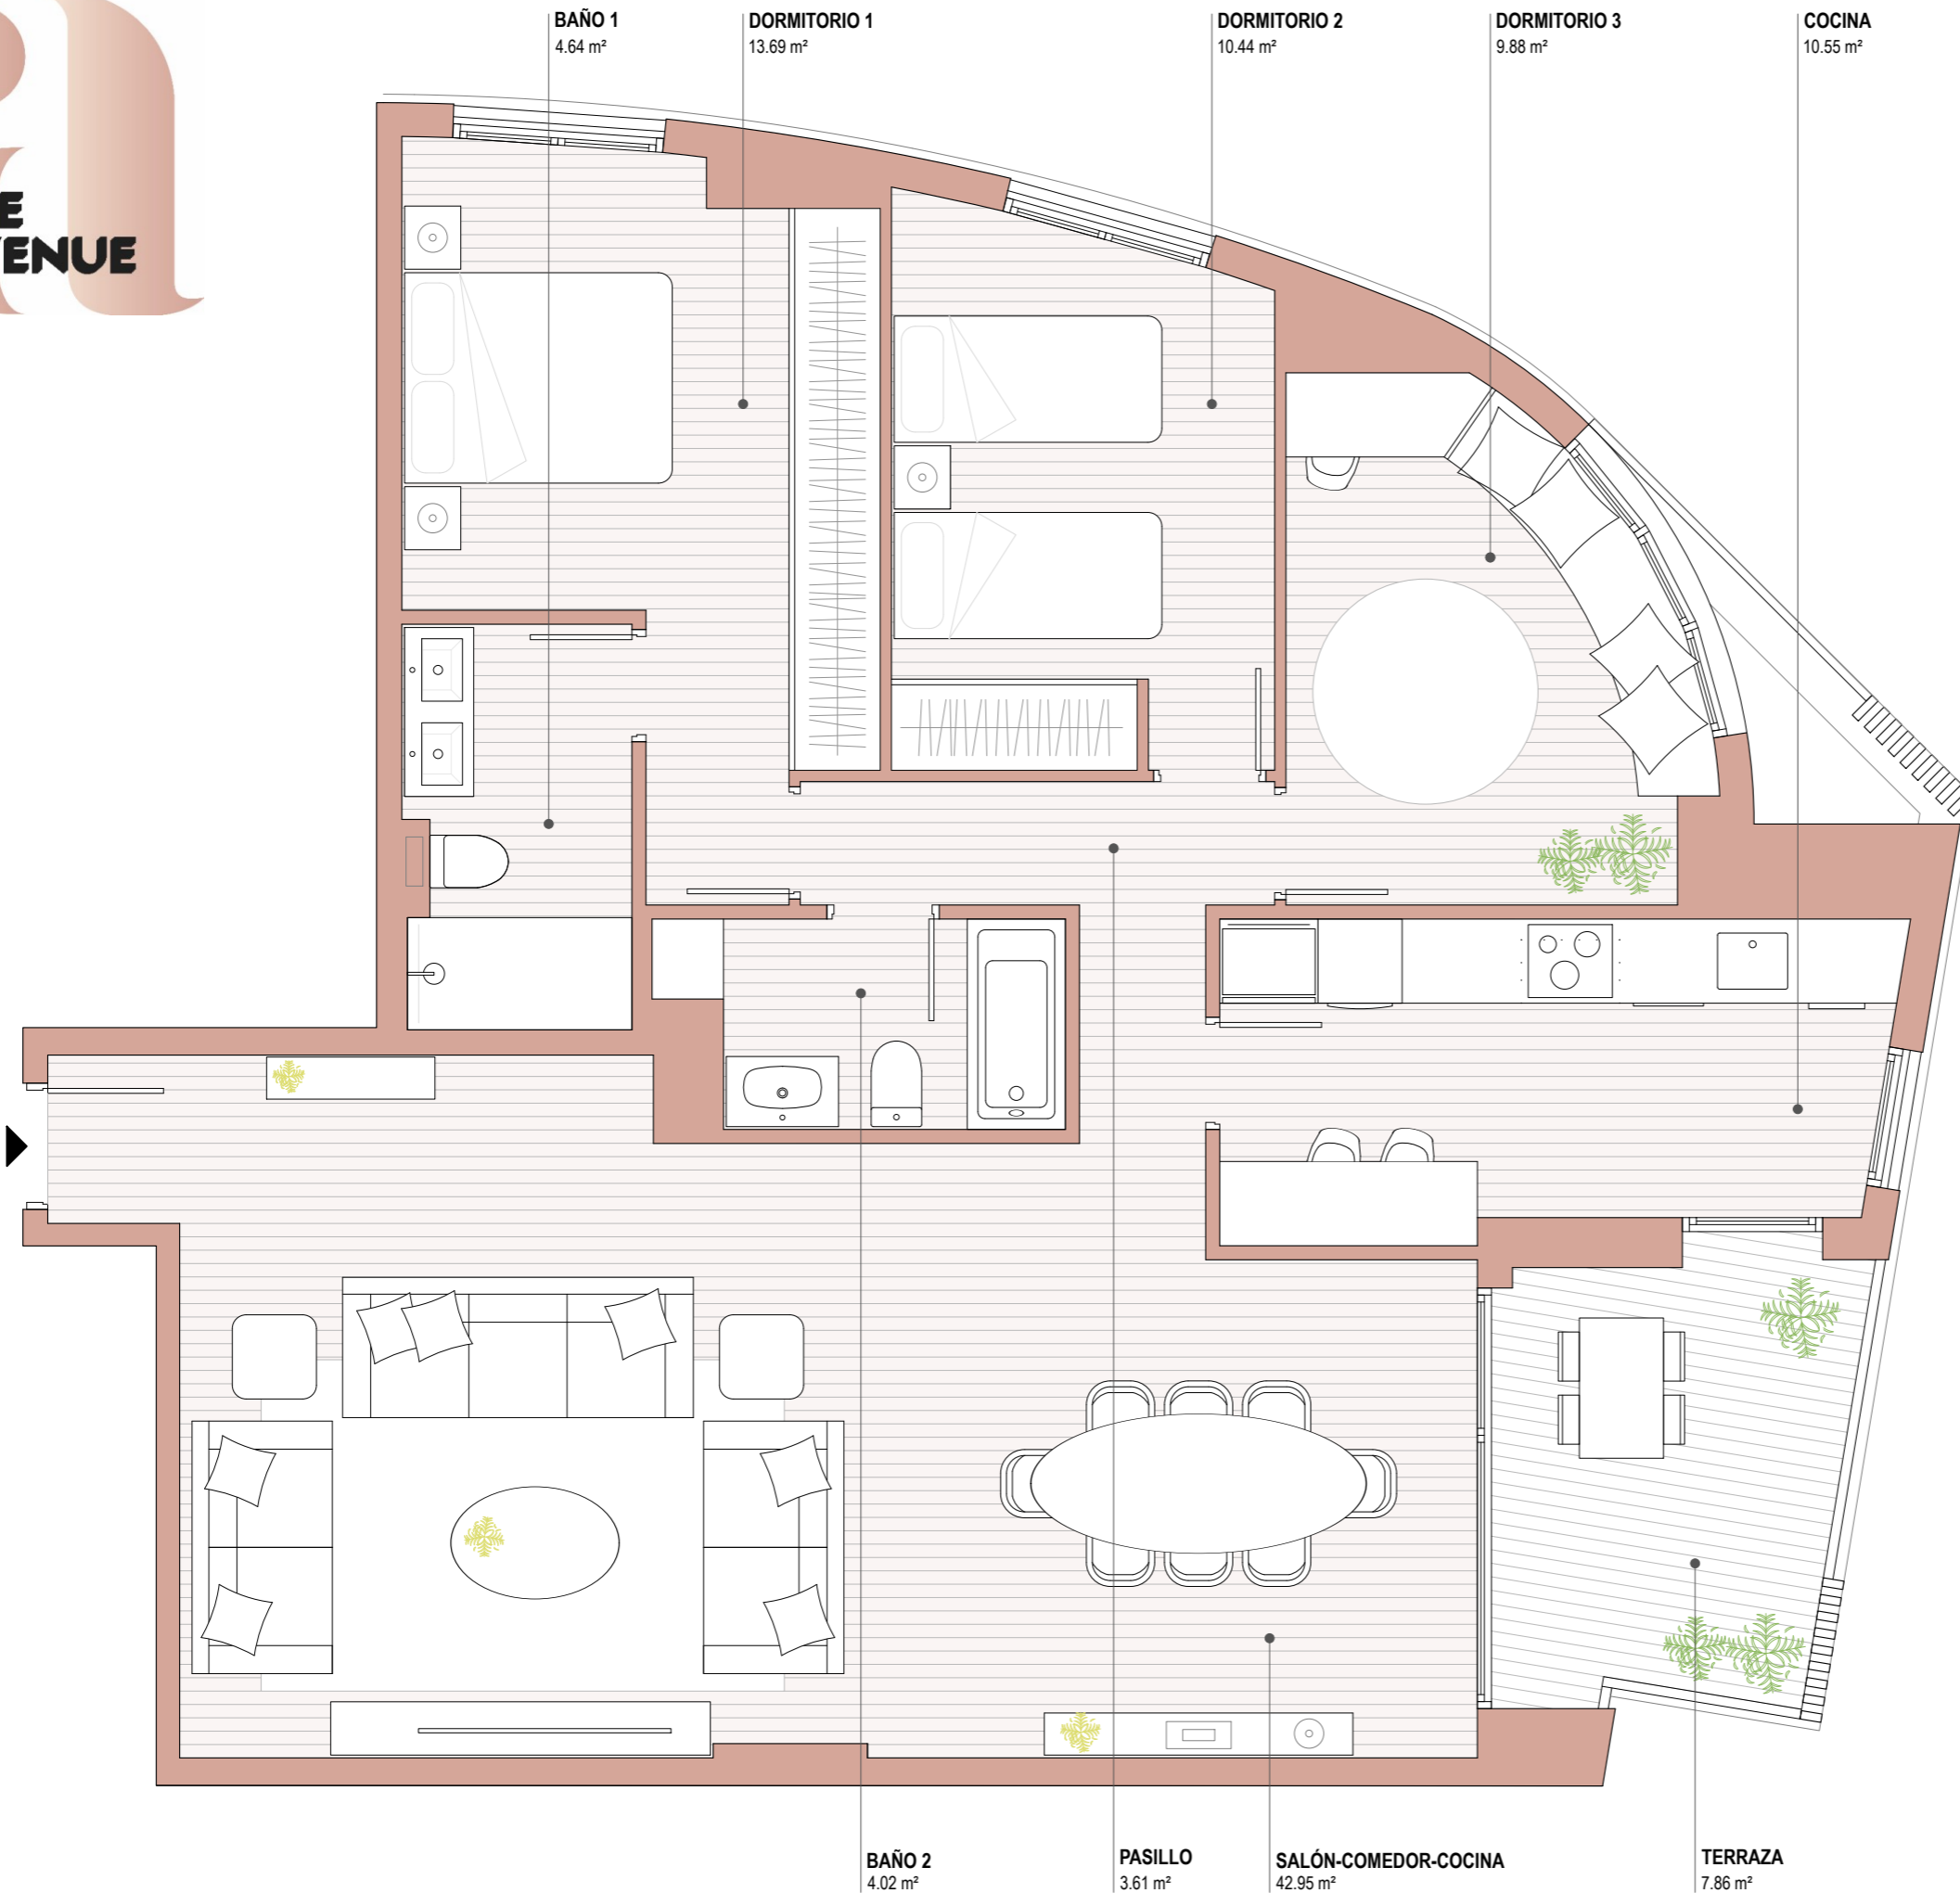 BAÑO 1
4.64 m²
DORMITORIO 1
13.69 m²
DORMITORIO 2
10.44 m²
DORMITORIO 3
9.88 m²
COCINA
10.55 m²
BAÑO 2
4.02 m²
PASILLO
3.61 m²
SALÓN-COMEDOR-COCINA
42.95 m²
TERRAZA
7.86 m²